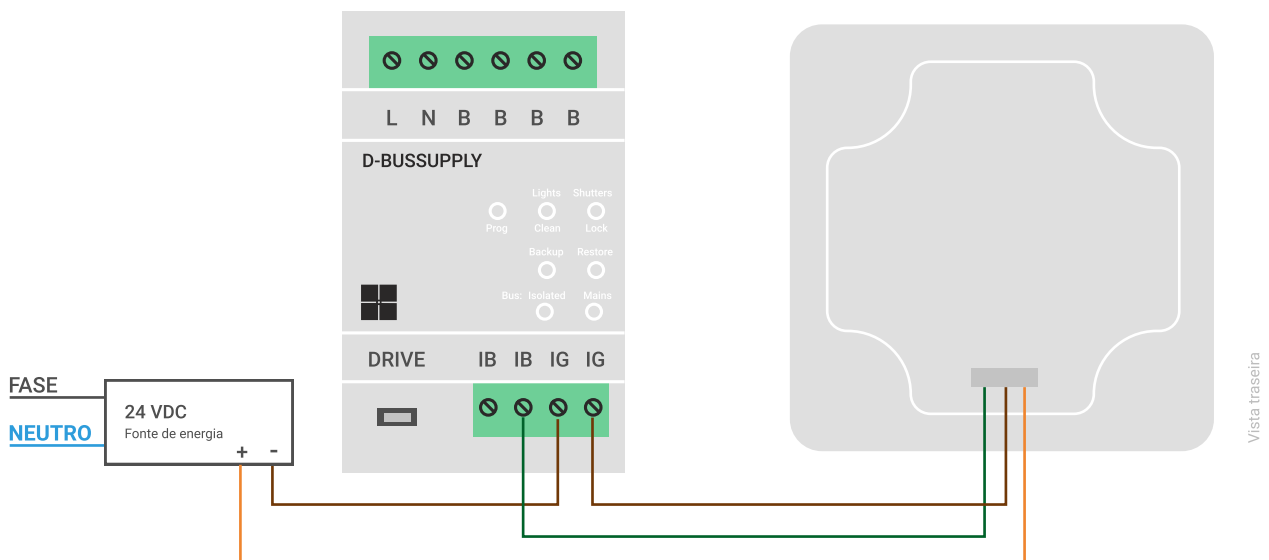 L N B B B B
D-BUSSUPPLY
Lights Shutters
Prog Clean Lock
Backup Restore
Bus: Isolated Mains
DRIVE IB IB IG IG
FASE
NEUTRO
24 VDC
Fonte de energia
+ -
Vista traseira